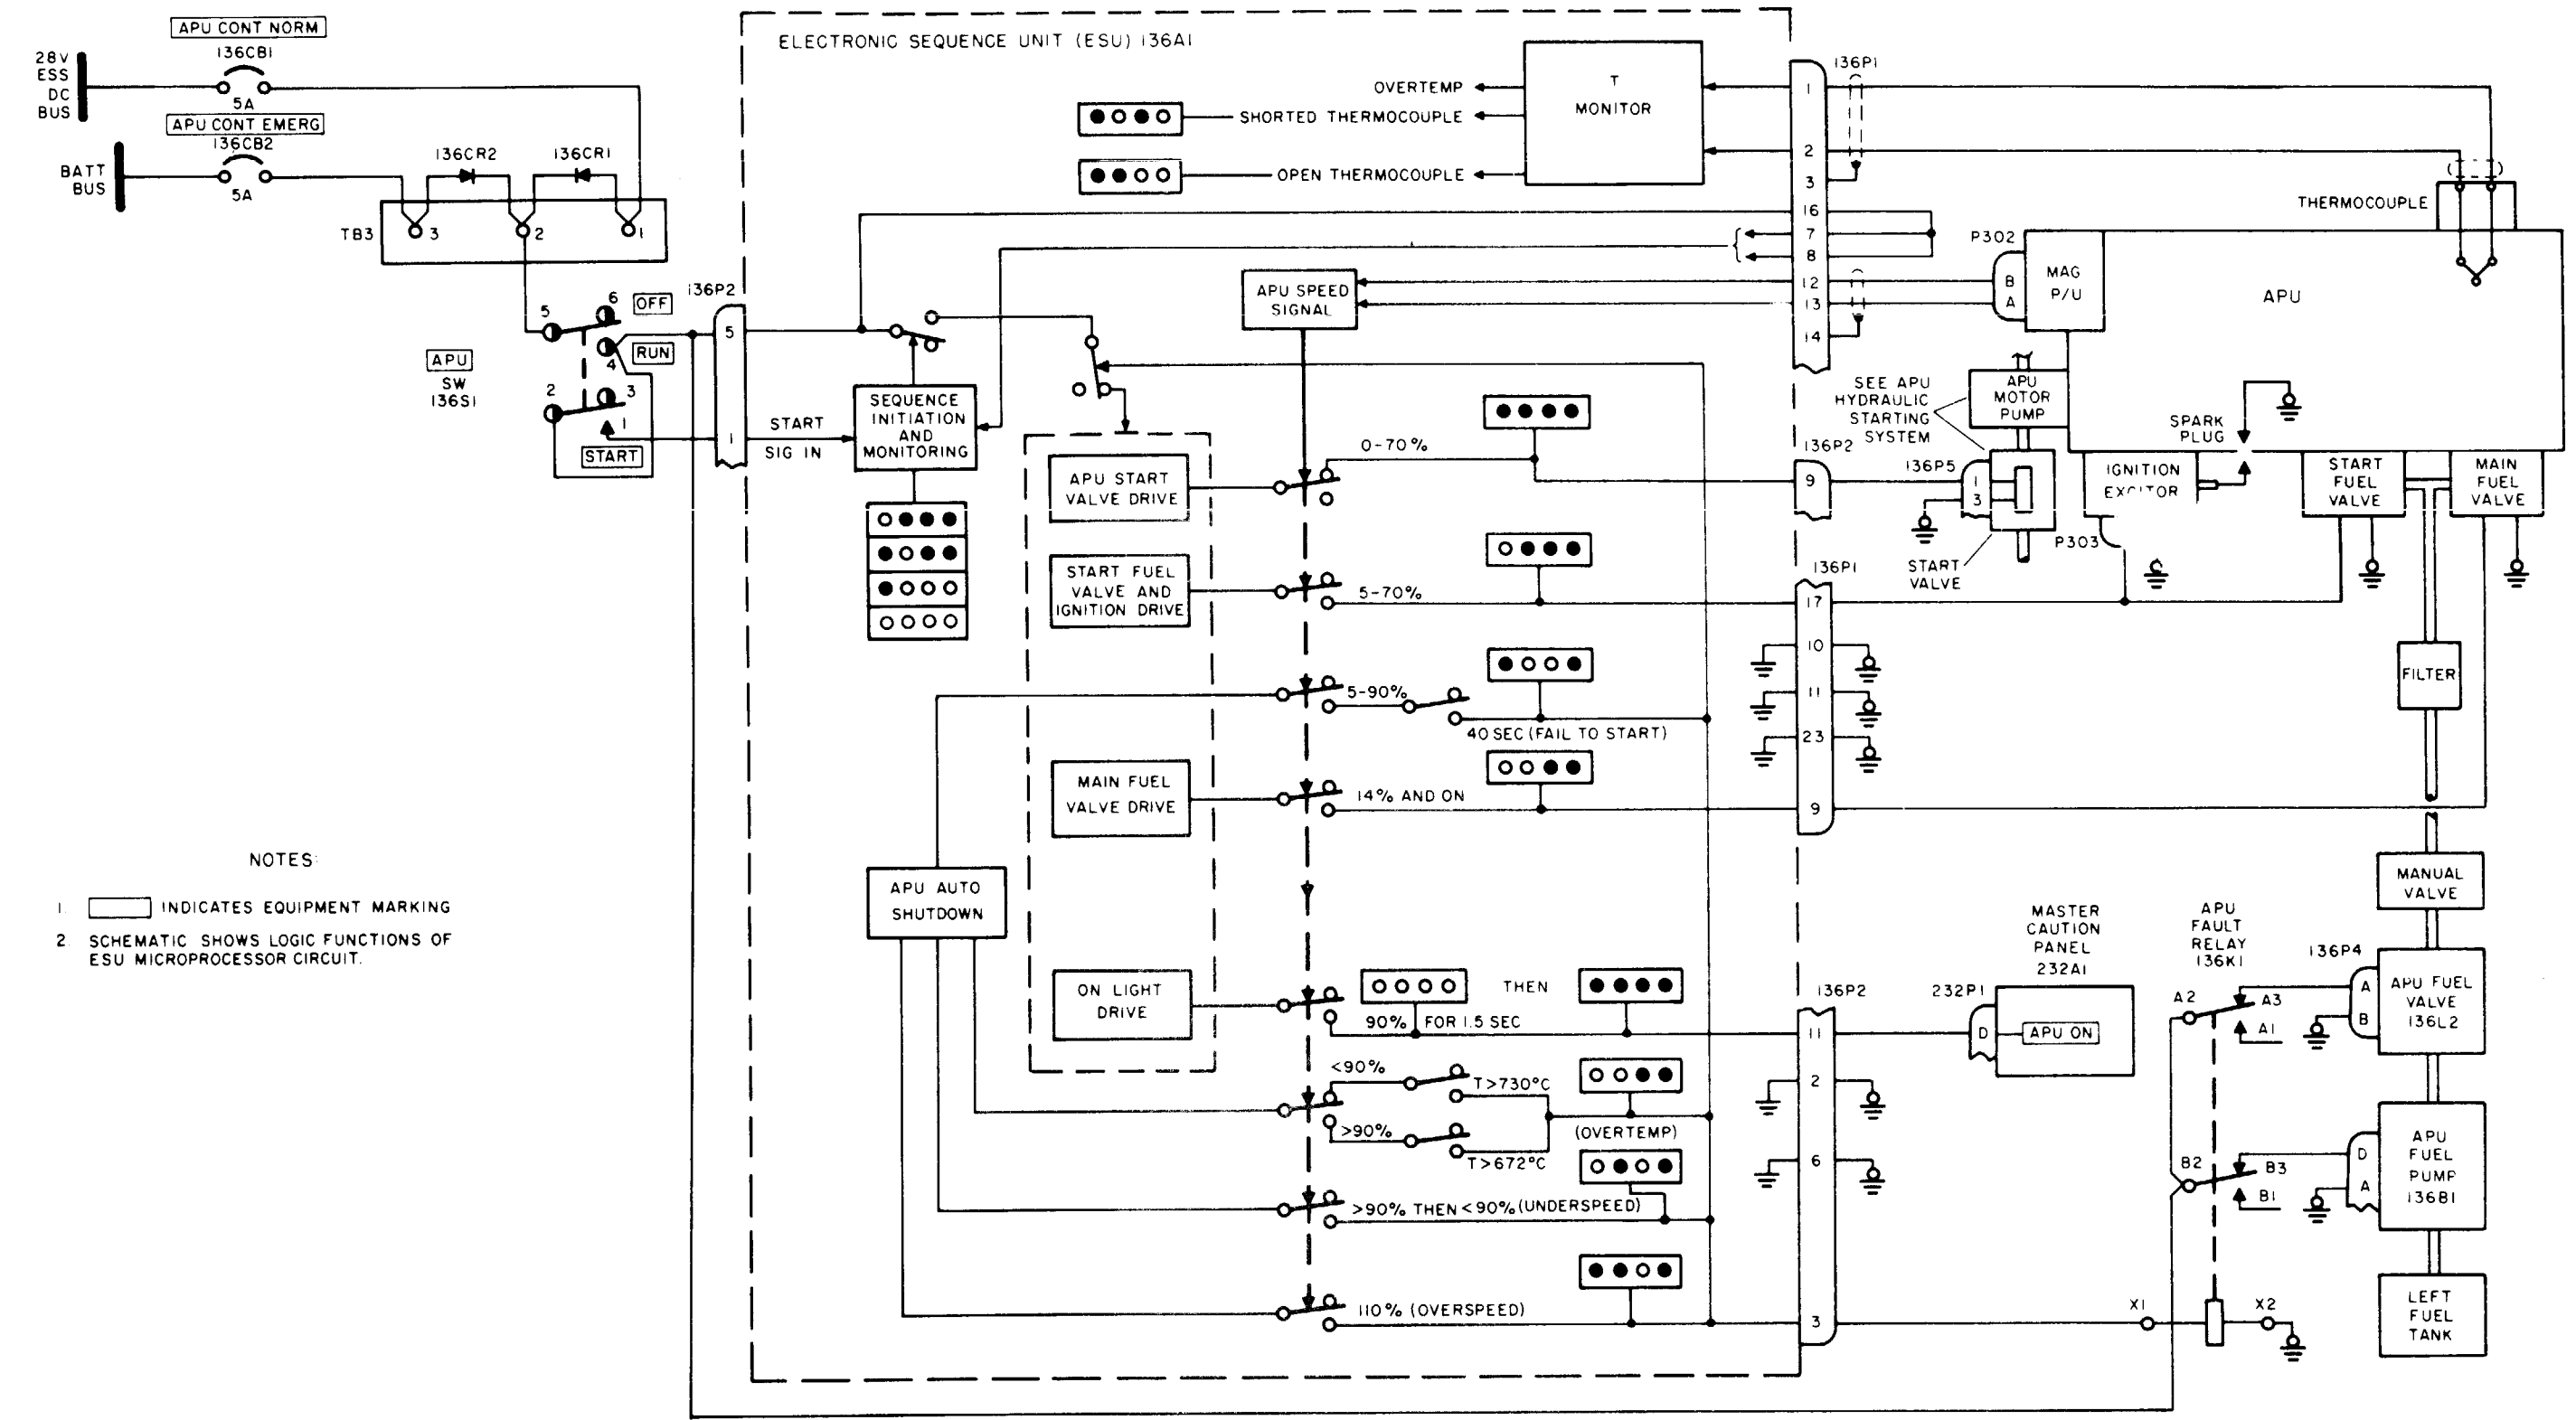 APU CONT NORM
136CB1
28V
ESS
DC
BUS
5A
APU CONT EMERG
136CB2
BATT
BUS
5A
136CR2
136CR1
TB3
3
2
1
ELECTRONIC SEQUENCE UNIT (ESU) 136A1
OVERTEMP
SHORTED THERMOCOUPLE
OPEN THERMOCOUPLE
T
MONITOR
136P1
1
2
3
16
7
8
12
13
14
THERMOCOUPLE
P302
B
A
MAG
P/U
APU
5
6
OFF
4
RUN
APU
SW
136S1
2
3
1
START
136P2
5
1
START
SIG IN
SEQUENCE
INITIATION
AND
MONITORING
APU SPEED
SIGNAL
APU START
VALVE DRIVE
0-70%
136P2
9
136P5
1
3
SEE APU
HYDRAULIC
STARTING
SYSTEM
APU
MOTOR
PUMP
START
VALVE
SPARK
PLUG
IGNITION
EXCITOR
P303
START
FUEL
VALVE
MAIN
FUEL
VALVE
START FUEL
VALVE AND
IGNITION DRIVE
5-70%
136P1
17
10
11
23
9
5-90%
40 SEC (FAIL TO START)
MAIN FUEL
VALVE DRIVE
14% AND ON
FILTER
MANUAL
VALVE
NOTES:
1. INDICATES EQUIPMENT MARKING
2. SCHEMATIC SHOWS LOGIC FUNCTIONS OF
ESU MICROPROCESSOR CIRCUIT.
APU AUTO
SHUTDOWN
ON LIGHT
DRIVE
THEN
90% FOR 1.5 SEC
136P2
11
2
6
3
232P1
D
APU ON
MASTER
CAUTION
PANEL
232A1
APU
FAULT
RELAY
136K1
A2
A3
A1
B2
B3
B1
136P4
A
B
APU FUEL
VALVE
136L2
D
A
APU
FUEL
PUMP
136B1
LEFT
FUEL
TANK
<90%
T>730°C
>90%
T>672°C
(OVERTEMP)
>90% THEN <90% (UNDERSPEED)
110% (OVERSPEED)
X1
X2